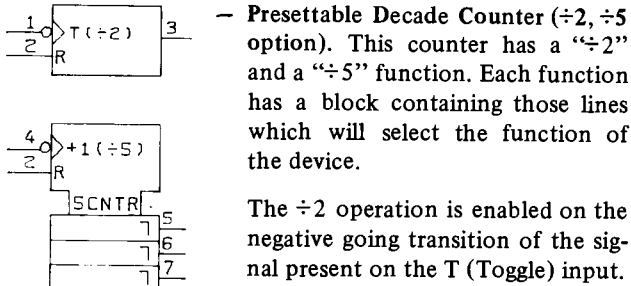 1
T(÷2)
3
2
R
4
+1(÷5)
2
R
5CNTR
5
6
7
– Presettable Decade Counter (÷2, ÷5
option). This counter has a “÷2”
and a “÷5” function. Each function
has a block containing those lines
which will select the function of
the device.
The ÷2 operation is enabled on the
negative going transition of the sig-
nal present on the T (Toggle) input.